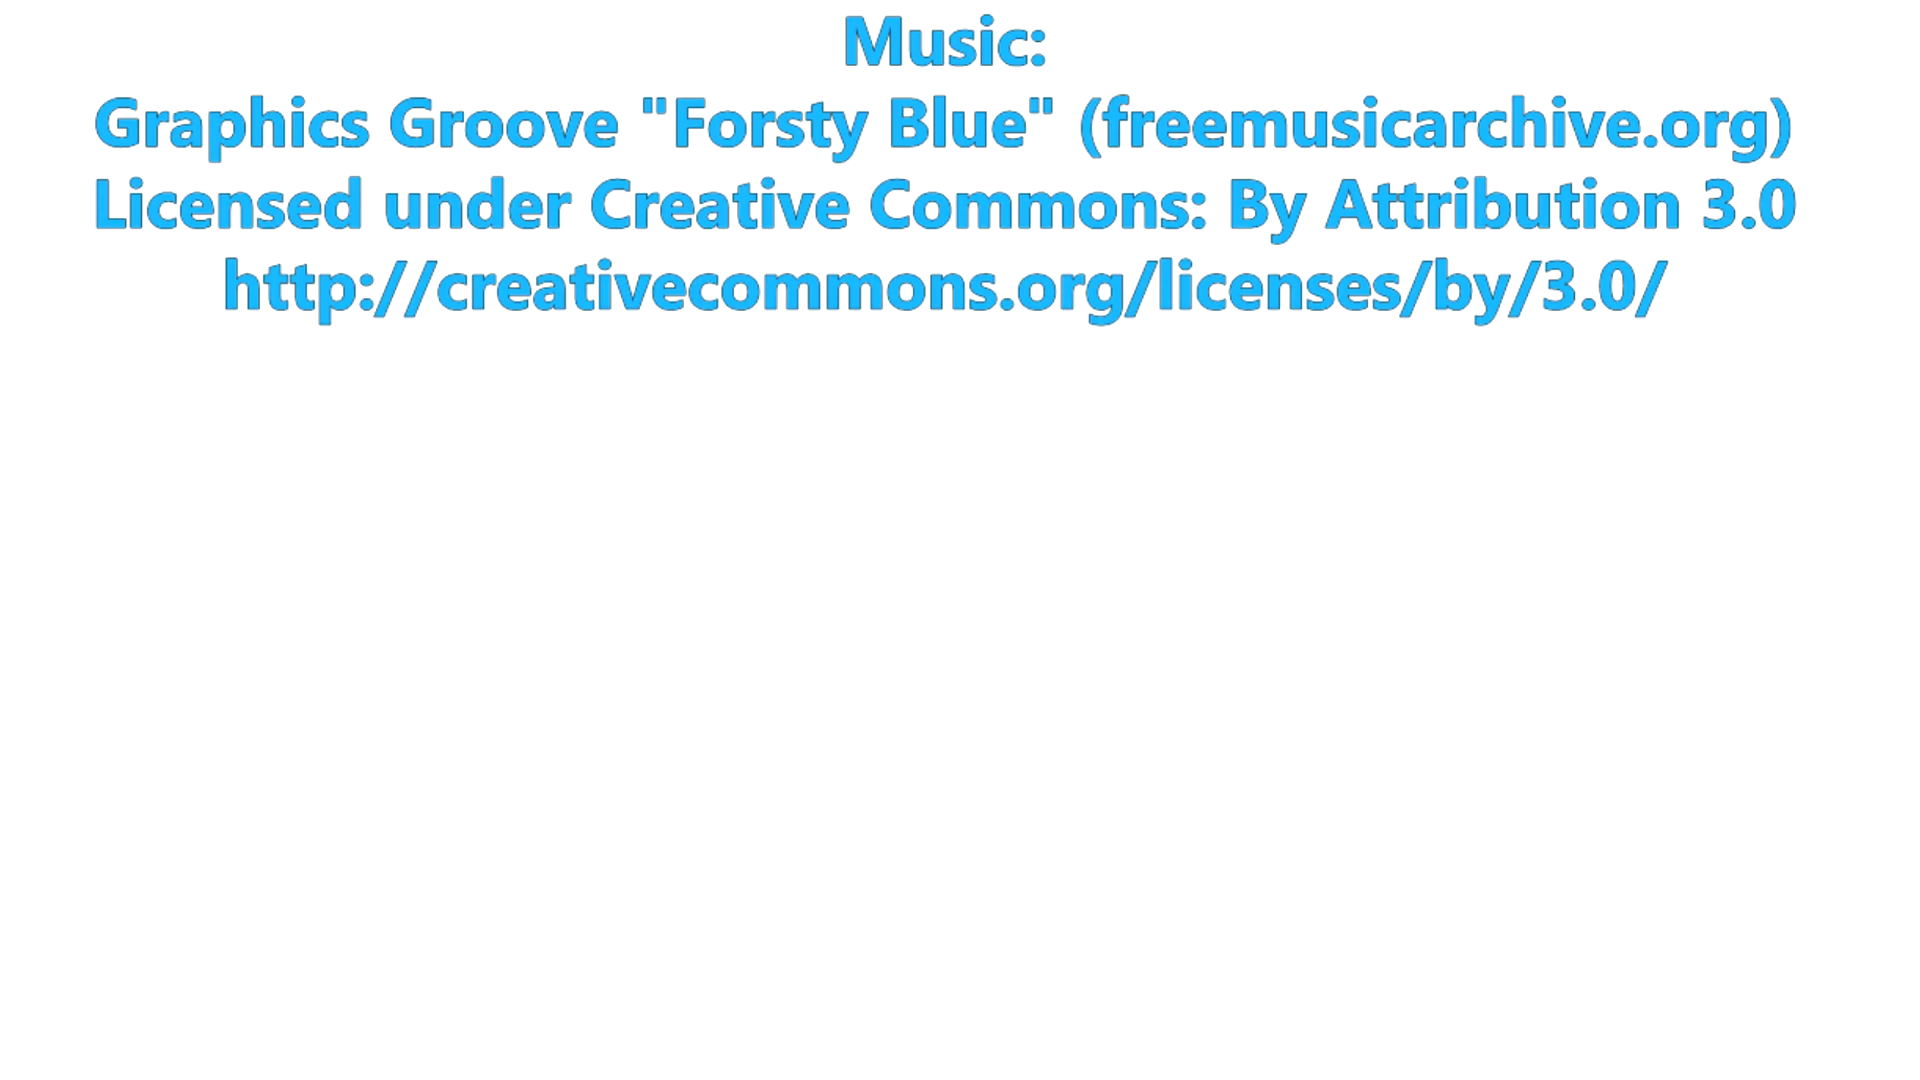 Music:
Graphics Groove "Forsty Blue" (freemusicarchive.org)
Licensed under Creative Commons: By Attribution 3.0
http://creativecommons.org/licenses/by/3.0/